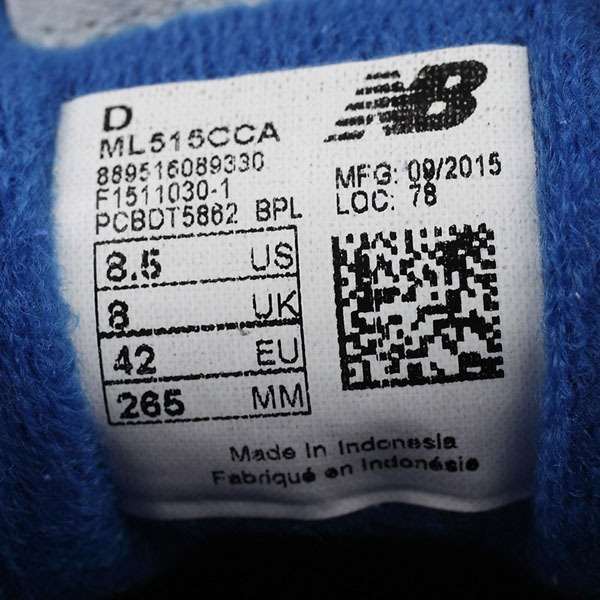 D
ML515CCA
889516089330
F1511030-1
PCBDT5862 BPL
8.5 US
8 UK
42 EU
265 MM
NB
MFG: 09/2015
LOC: 78
Made In Indonesia
Fabriqué en Indonésie